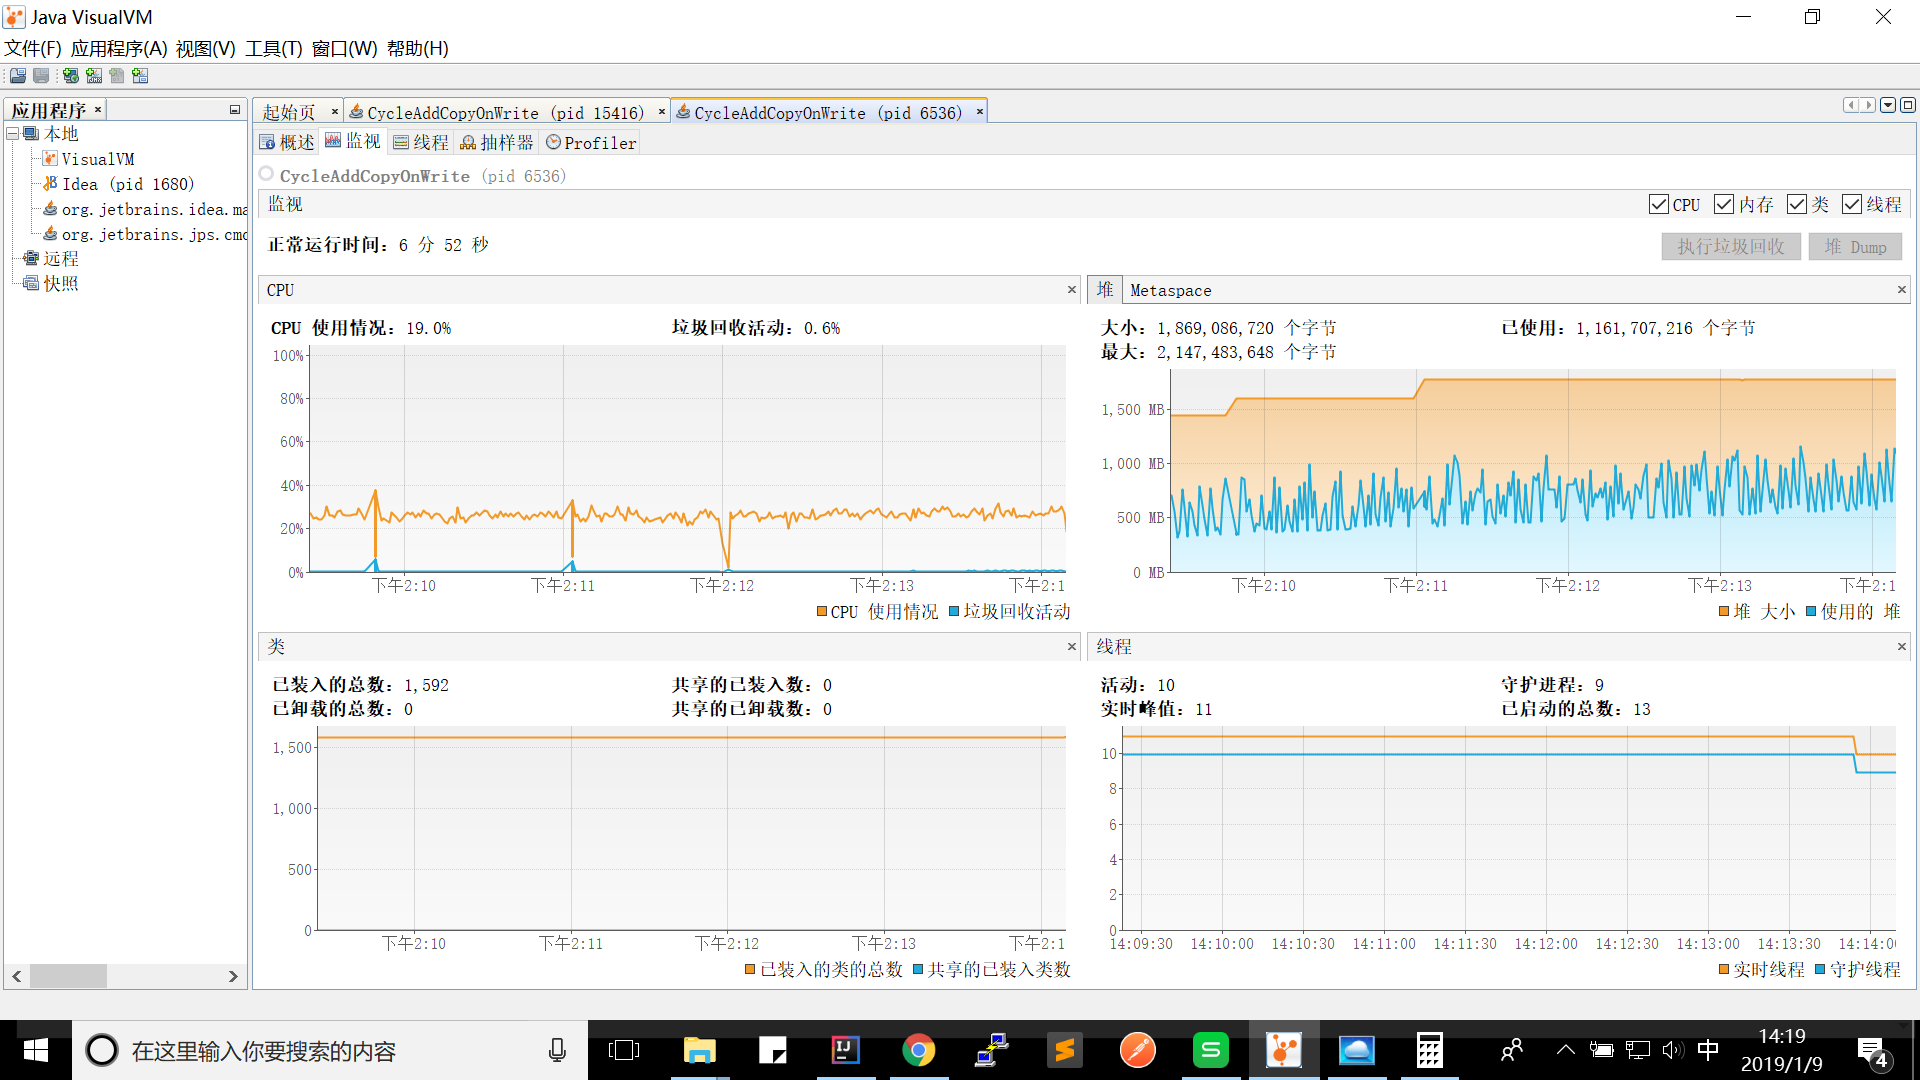 Java VisualVM
文件(F) 应用程序(A) 视图(V) 工具(T) 窗口(W) 帮助(H)
应用程序
本地
VisualVM
Idea (pid 1680)
org.jetbrains.idea.ma
org.jetbrains.jps.cmd
远程
快照
起始页
CycleAddCopyOnWrite (pid 15416)
CycleAddCopyOnWrite (pid 6536)
概述 监视 线程 抽样器 Profiler
CycleAddCopyOnWrite (pid 6536)
监视
CPU 内存 类 线程
正常运行时间: 6 分 52 秒
执行垃圾回收 堆 Dump
CPU
CPU 使用情况: 19.0% 垃圾回收活动: 0.6%
100%
80%
60%
40%
20%
0%
下午2:10 下午2:11 下午2:12 下午2:13 下午2:1
CPU 使用情况 垃圾回收活动
堆 Metaspace
大小: 1,869,086,720 个字节 已使用: 1,161,707,216 个字节
最大: 2,147,483,648 个字节
1,500 MB
1,000 MB
500 MB
0 MB
下午2:10 下午2:11 下午2:12 下午2:13 下午2:1
堆 大小 使用的 堆
类
已装入的总数: 1,592 共享的已装入数: 0
已卸载的总数: 0 共享的已卸载数: 0
1,500
1,000
500
0
下午2:10 下午2:11 下午2:12 下午2:13 下午2:1
已装入的类的总数 共享的已装入类数
线程
活动: 10 守护进程: 9
实时峰值: 11 已启动的总数: 13
10
8
6
4
2
0
14:09:30 14:10:00 14:10:30 14:11:00 14:11:30 14:12:00 14:12:30 14:13:00 14:13:30 14:14:0
实时线程 守护线程
在这里输入你要搜索的内容
IJ
S
中
14:19
2019/1/9
4